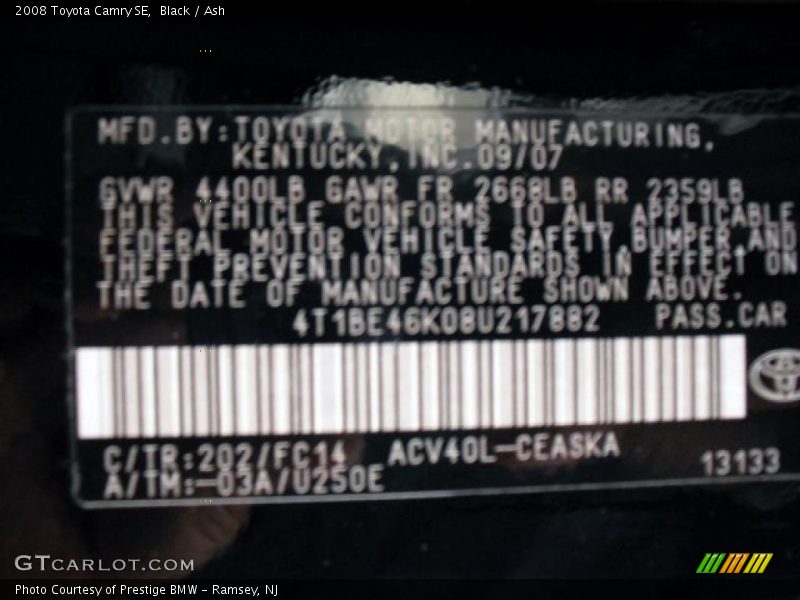 2008 Toyota Camry SE,  Black / Ash
MFD.BY:TOYOTA MOTOR MANUFACTURING,
KENTUCKY,INC.09/07
GVWR 4400LB GAWR FR 2668LB RR 2359LB
THIS VEHICLE CONFORMS TO ALL APPLICABLE
FEDERAL MOTOR VEHICLE SAFETY,BUMPER,AND
THEFT PREVENTION STANDARDS IN EFFECT ON
THE DATE OF MANUFACTURE SHOWN ABOVE.
4T1BE46K08U217882 PASS.CAR
C/TR:202/FC14 ACV40L-CEASKA
A/TM:-03A/U250E 13133
GTCARLOT.COM
Photo Courtesy of Prestige BMW - Ramsey, NJ